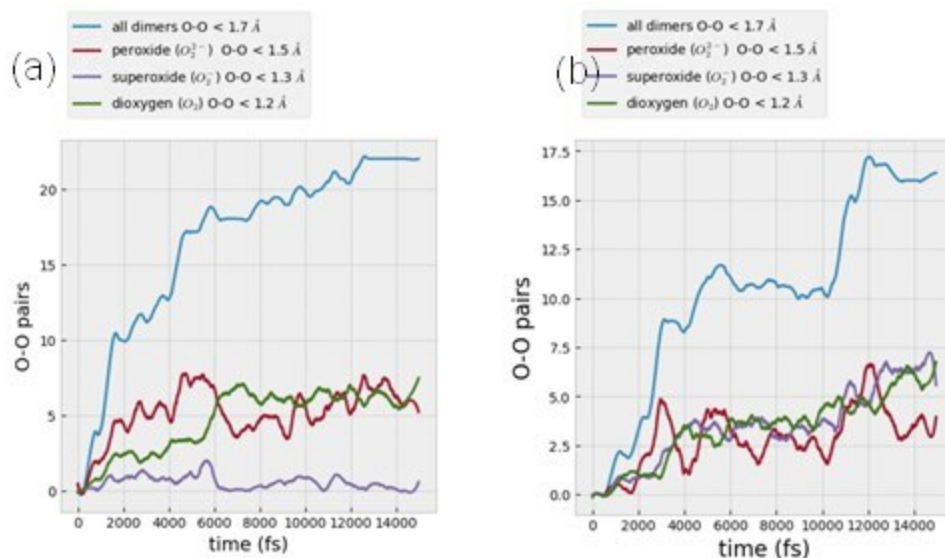 (a)
all dimers O-O < 1.7 Å
peroxide (O₂²⁻) O-O < 1.5 Å
superoxide (O₂⁻) O-O < 1.3 Å
dioxygen (O₂) O-O < 1.2 Å
20
15
10
5
0
O-O pairs
0 2000 4000 6000 8000 10000 12000 14000
time (fs)
(b)
all dimers O-O < 1.7 Å
peroxide (O₂²⁻) O-O < 1.5 Å
superoxide (O₂⁻) O-O < 1.3 Å
dioxygen (O₂) O-O < 1.2 Å
17.5
15.0
12.5
10.0
7.5
5.0
2.5
0.0
O-O pairs
0 2000 4000 6000 8000 10000 12000 14000
time (fs)